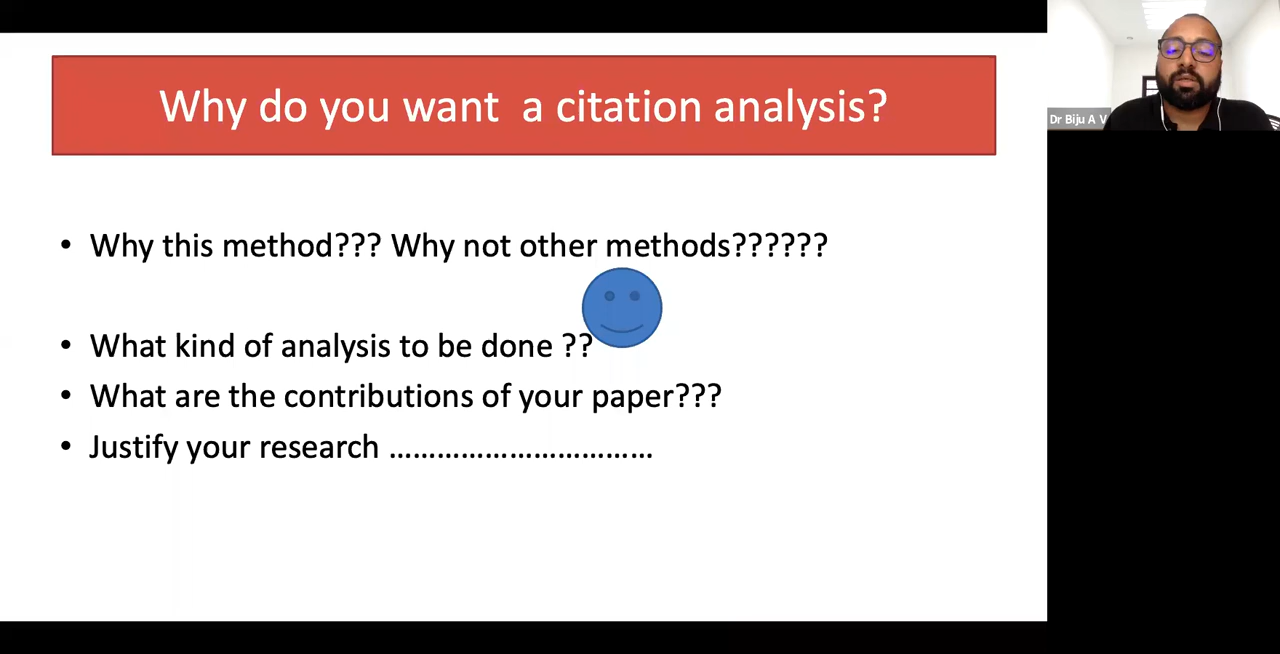 Why do you want a citation analysis?
Dr Biju A V
• Why this method??? Why not other methods??????
• What kind of analysis to be done ??
• What are the contributions of your paper???
• Justify your research ................................